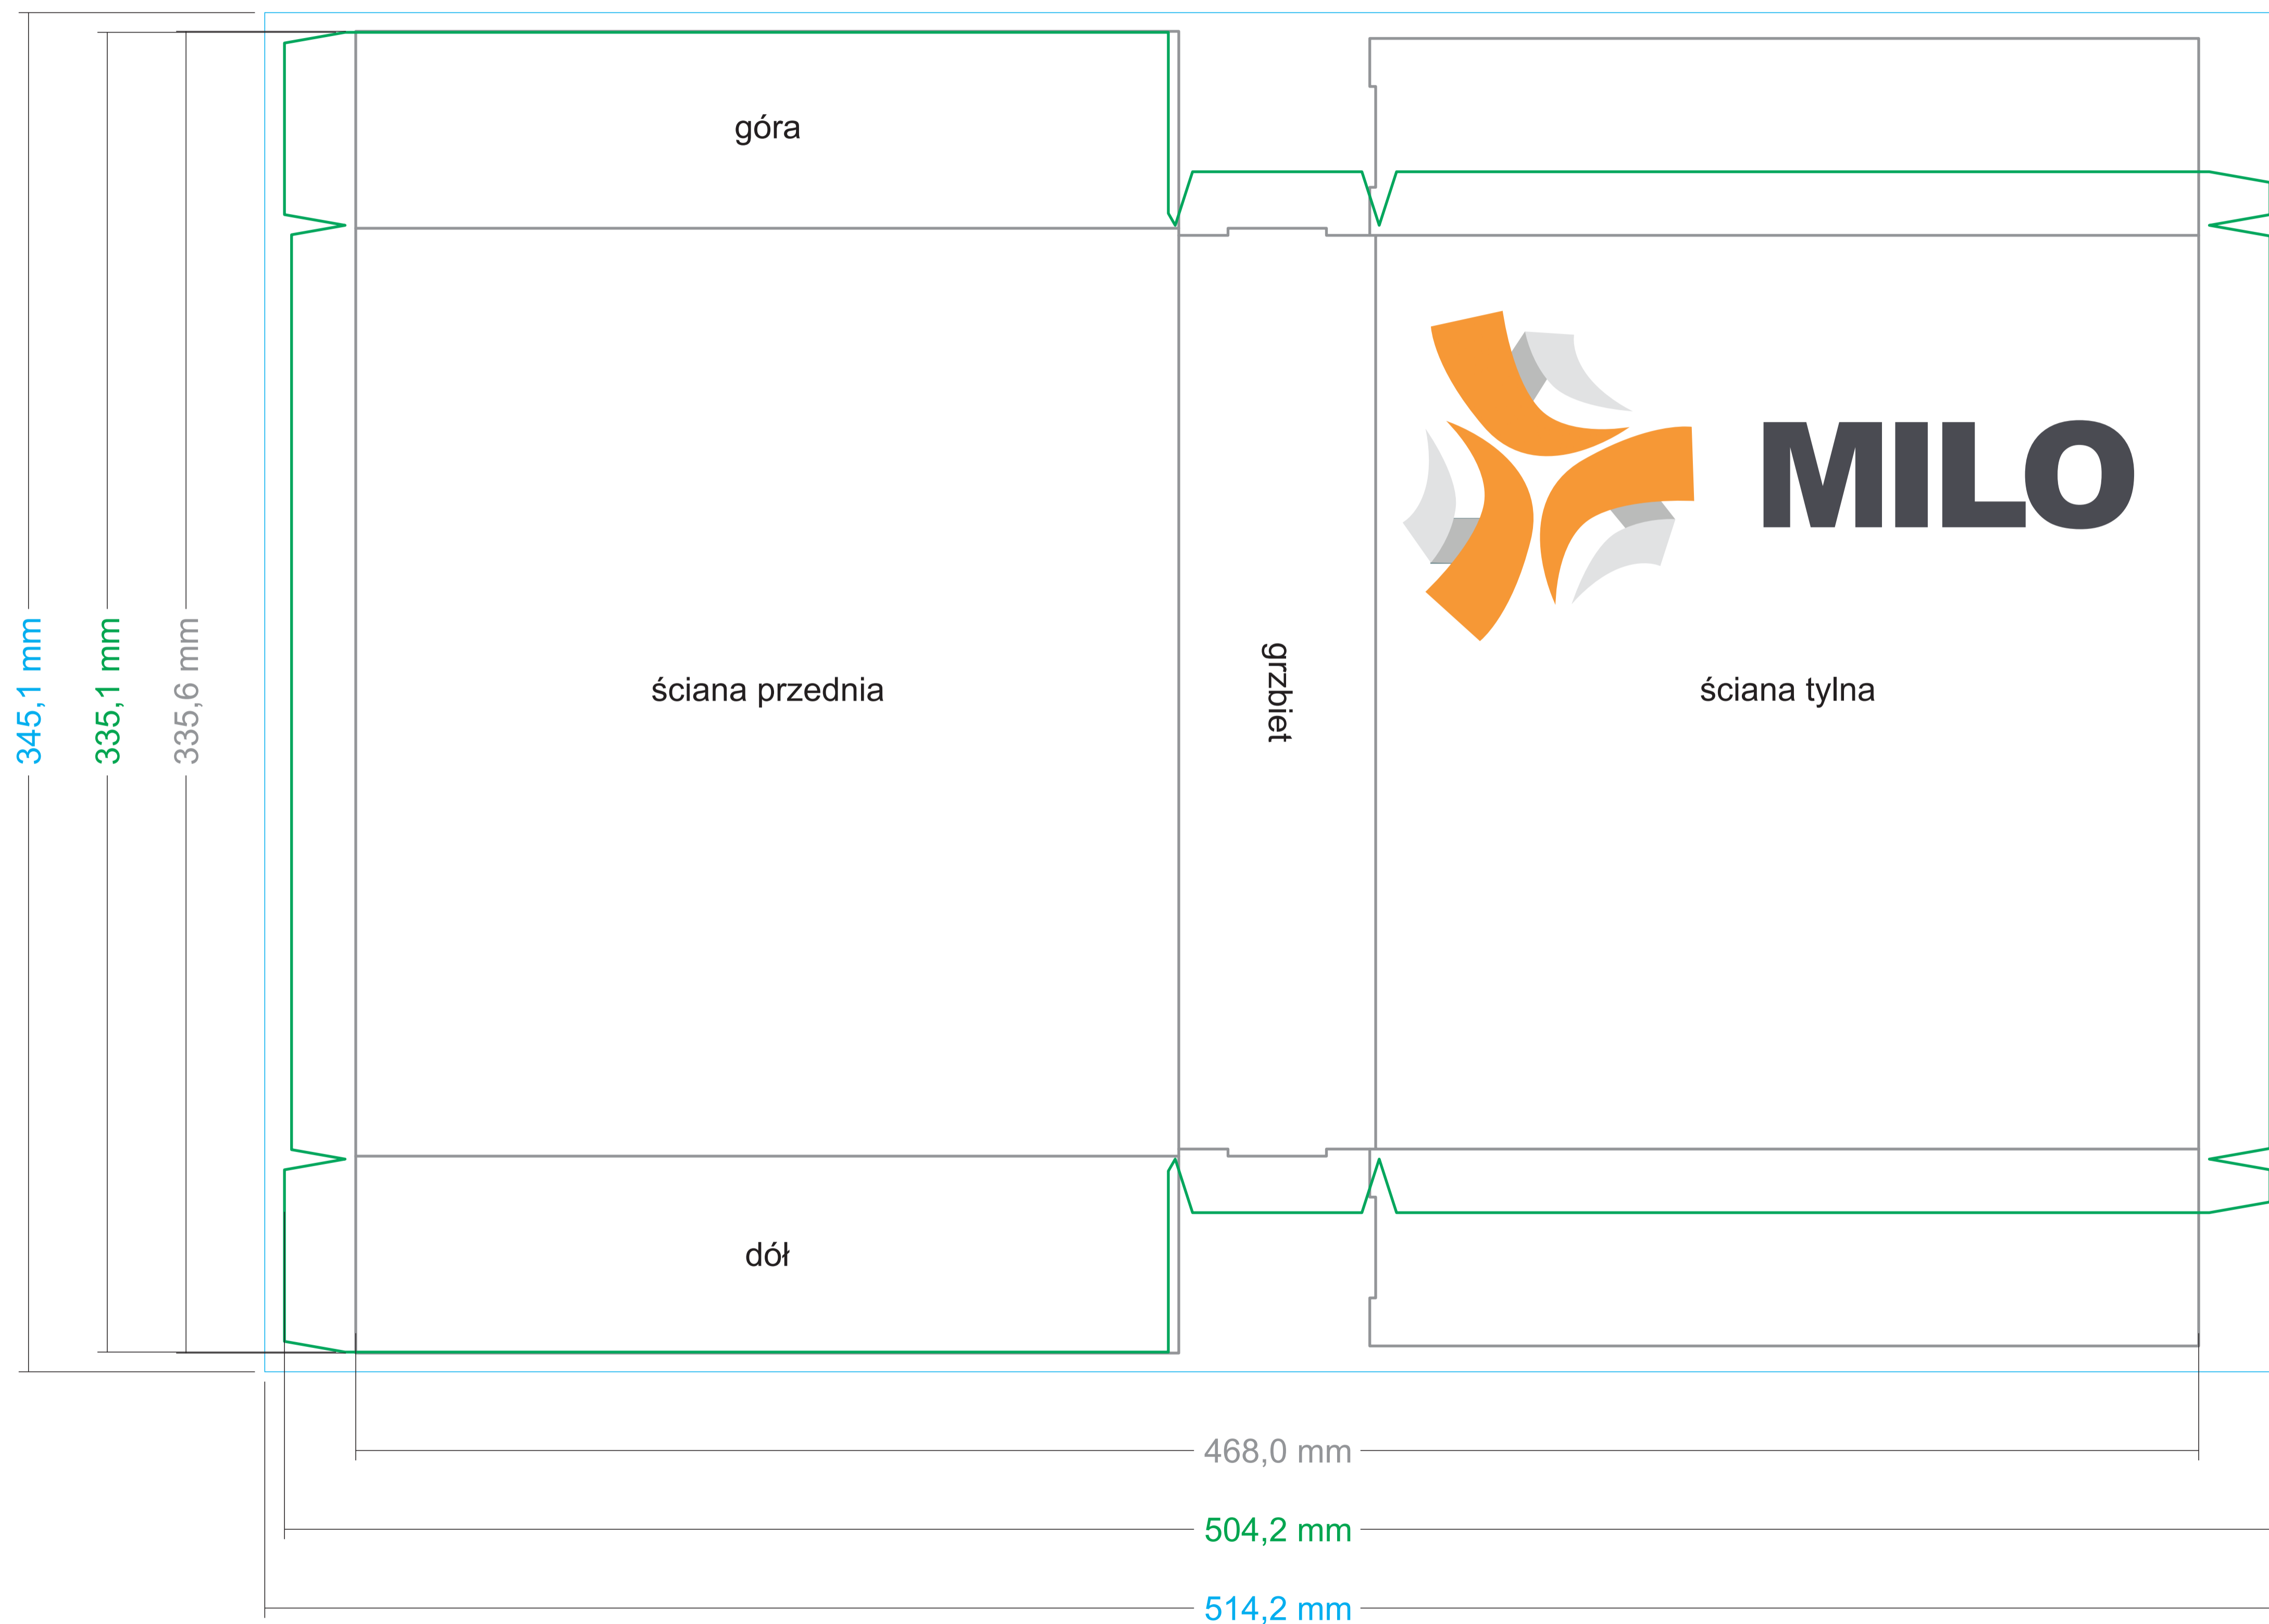 góra
MILO
345,1 mm
335,1 mm
335,6 mm
ściana przednia
grzbiet
ściana tylna
dół
468,0 mm
504,2 mm
514,2 mm